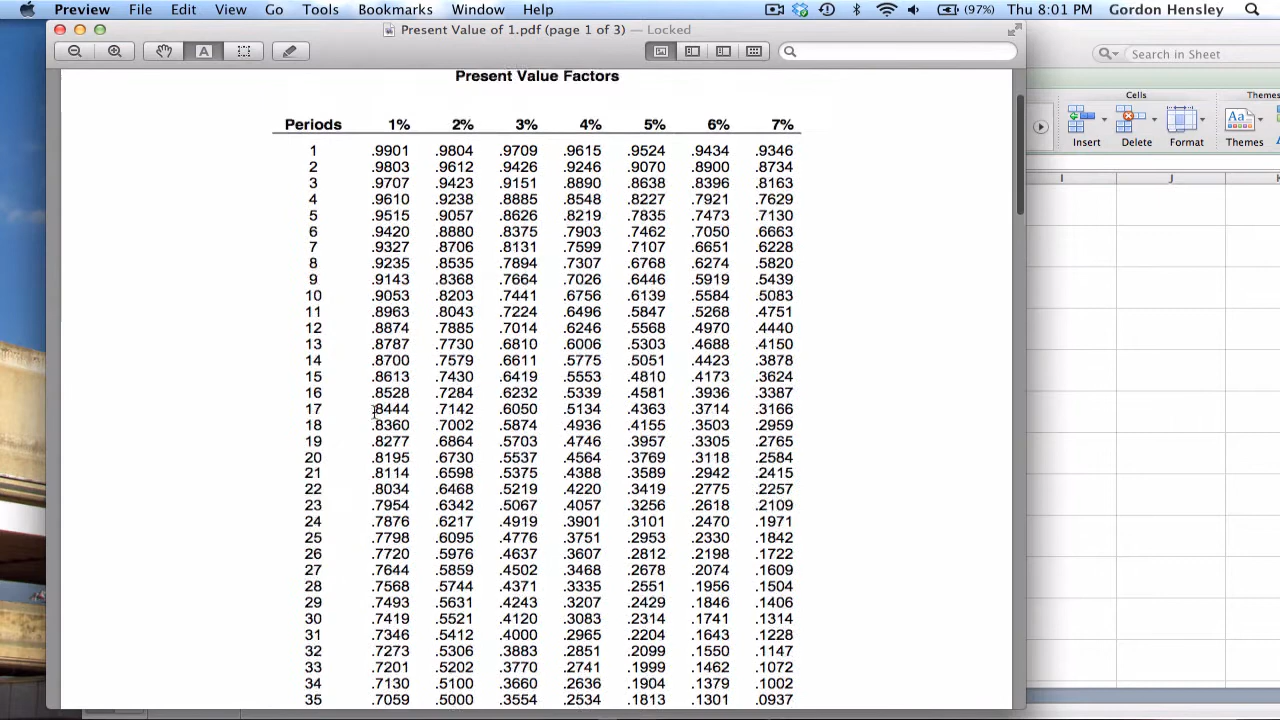 Preview File Edit View Go Tools Bookmarks Window Help (97%) Thu 8:01 PM Gordon Hensley
Present Value of 1.pdf (page 1 of 3) — Locked
Search in Sheet
Cells Themes
Insert Delete Format Themes
A Aa
I J
Present Value Factors
Periods 1% 2% 3% 4% 5% 6% 7%
1 .9901 .9804 .9709 .9615 .9524 .9434 .9346
2 .9803 .9612 .9426 .9246 .9070 .8900 .8734
3 .9707 .9423 .9151 .8890 .8638 .8396 .8163
4 .9610 .9238 .8885 .8548 .8227 .7921 .7629
5 .9515 .9057 .8626 .8219 .7835 .7473 .7130
6 .9420 .8880 .8375 .7903 .7462 .7050 .6663
7 .9327 .8706 .8131 .7599 .7107 .6651 .6228
8 .9235 .8535 .7894 .7307 .6768 .6274 .5820
9 .9143 .8368 .7664 .7026 .6446 .5919 .5439
10 .9053 .8203 .7441 .6756 .6139 .5584 .5083
11 .8963 .8043 .7224 .6496 .5847 .5268 .4751
12 .8874 .7885 .7014 .6246 .5568 .4970 .4440
13 .8787 .7730 .6810 .6006 .5303 .4688 .4150
14 .8700 .7579 .6611 .5775 .5051 .4423 .3878
15 .8613 .7430 .6419 .5553 .4810 .4173 .3624
16 .8528 .7284 .6232 .5339 .4581 .3936 .3387
17 .8444 .7142 .6050 .5134 .4363 .3714 .3166
18 .8360 .7002 .5874 .4936 .4155 .3503 .2959
19 .8277 .6864 .5703 .4746 .3957 .3305 .2765
20 .8195 .6730 .5537 .4564 .3769 .3118 .2584
21 .8114 .6598 .5375 .4388 .3589 .2942 .2415
22 .8034 .6468 .5219 .4220 .3419 .2775 .2257
23 .7954 .6342 .5067 .4057 .3256 .2618 .2109
24 .7876 .6217 .4919 .3901 .3101 .2470 .1971
25 .7798 .6095 .4776 .3751 .2953 .2330 .1842
26 .7720 .5976 .4637 .3607 .2812 .2198 .1722
27 .7644 .5859 .4502 .3468 .2678 .2074 .1609
28 .7568 .5744 .4371 .3335 .2551 .1956 .1504
29 .7493 .5631 .4243 .3207 .2429 .1846 .1406
30 .7419 .5521 .4120 .3083 .2314 .1741 .1314
31 .7346 .5412 .4000 .2965 .2204 .1643 .1228
32 .7273 .5306 .3883 .2851 .2099 .1550 .1147
33 .7201 .5202 .3770 .2741 .1999 .1462 .1072
34 .7130 .5100 .3660 .2636 .1904 .1379 .1002
35 .7059 .5000 .3554 .2534 .1813 .1301 .0937